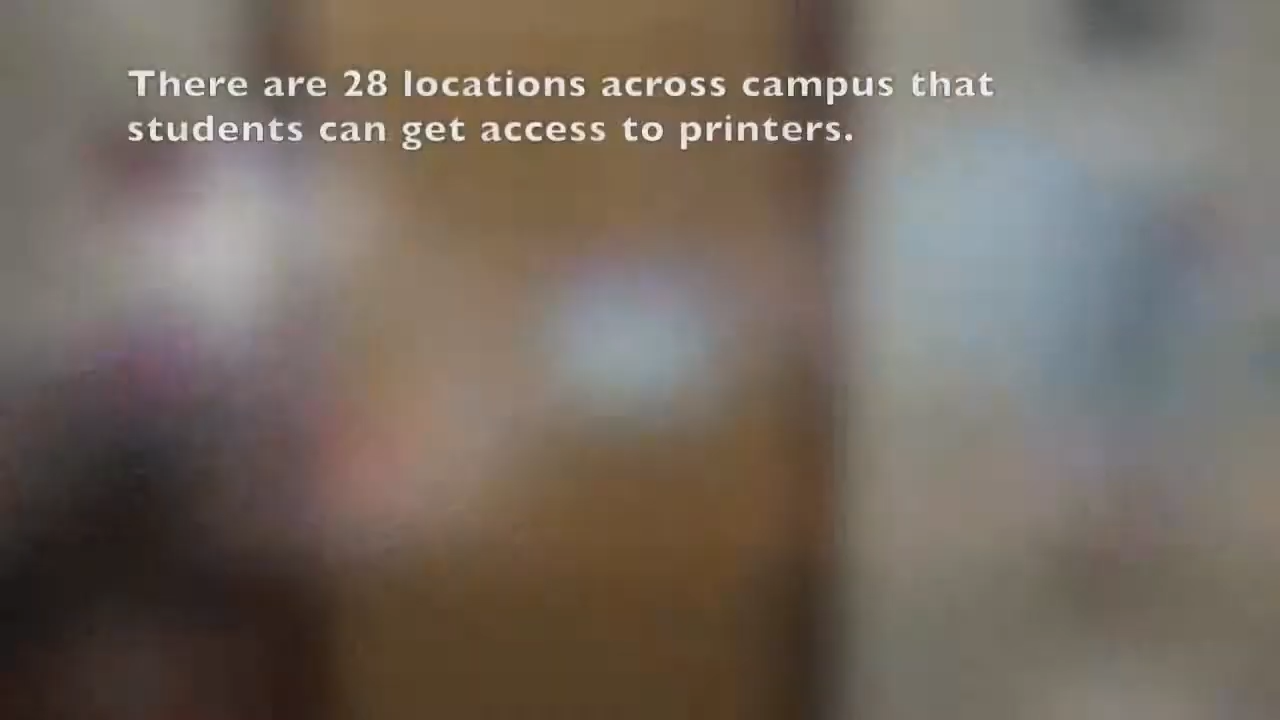 There are 28 locations across campus that
students can get access to printers.